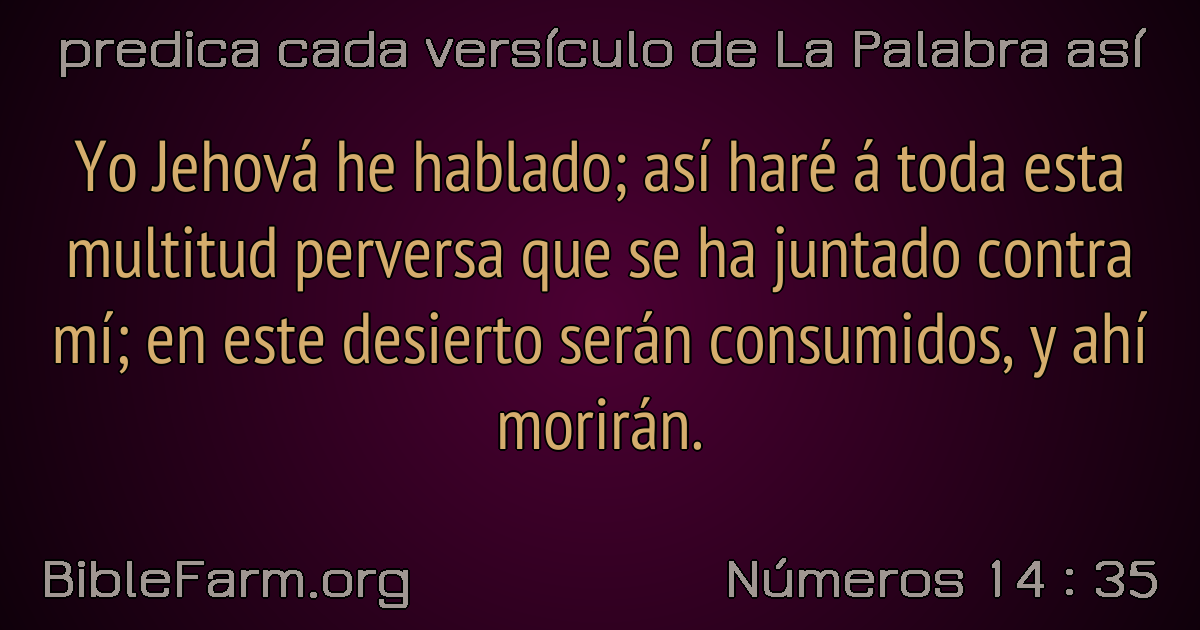 predica cada versículo de La Palabra así
Yo Jehová he hablado; así haré á toda esta
multitud perversa que se ha juntado contra
mí; en este desierto serán consumidos, y ahí
morirán.
BibleFarm.org
Números 14 : 35